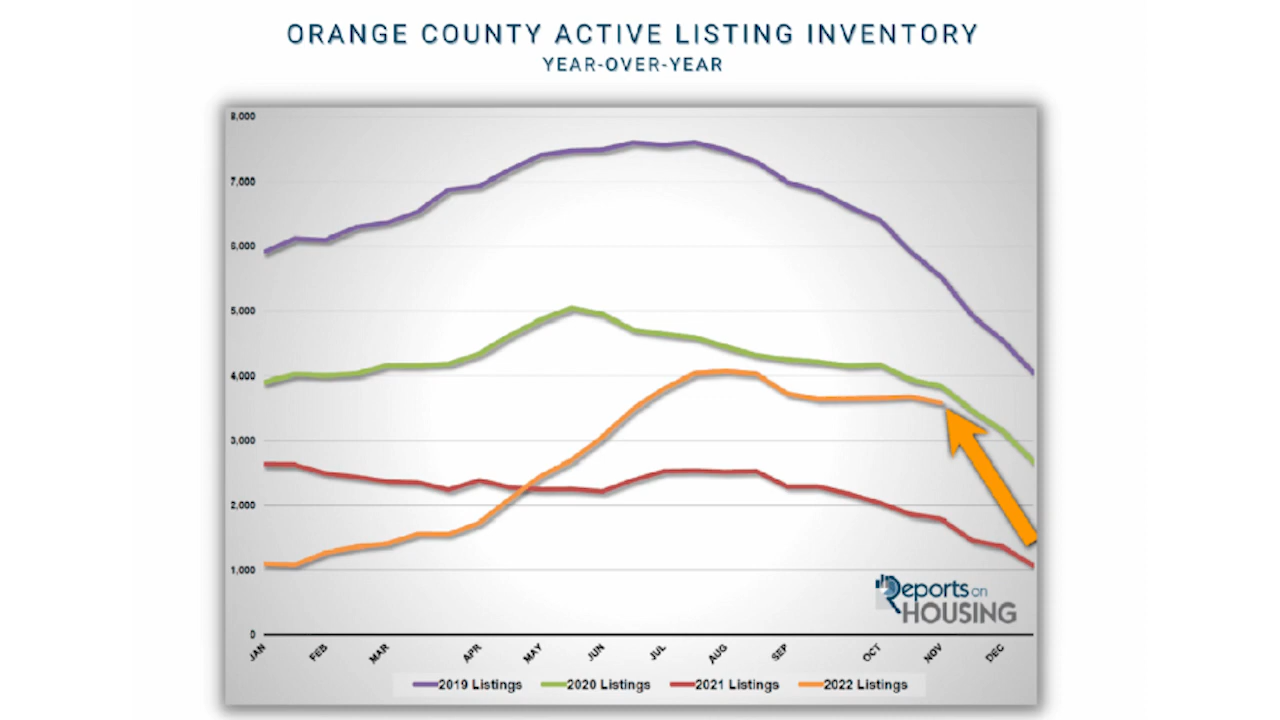 ORANGE COUNTY ACTIVE LISTING INVENTORY
YEAR-OVER-YEAR
8,000
7,000
6,000
5,000
4,000
3,000
2,000
1,000
0
JAN FEB MAR APR MAY JUN JUL AUG SEP OCT NOV DEC
Reports on
HOUSING
2019 Listings 2020 Listings 2021 Listings 2022 Listings